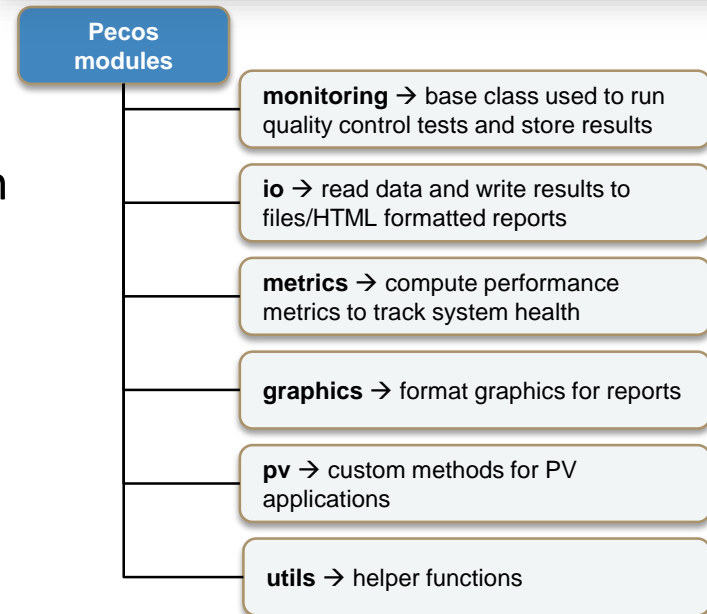 Pecos
modules
monitoring → base class used to run
quality control tests and store results
n
io → read data and write results to
files/HTML formatted reports
metrics → compute performance
metrics to track system health
graphics → format graphics for reports
pv → custom methods for PV
applications
utils → helper functions